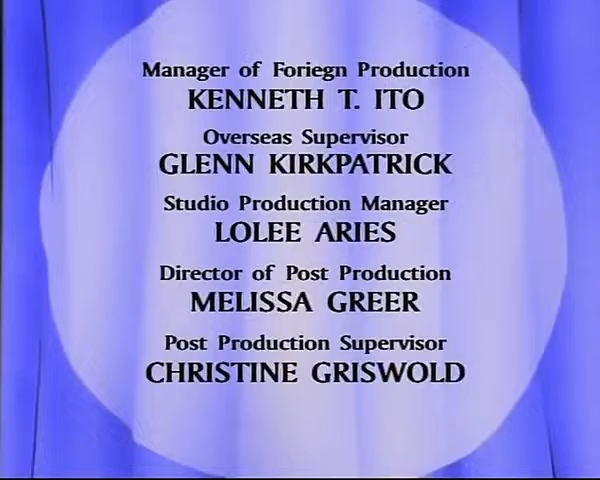 Manager of Foriegn Production
KENNETH T. ITO
Overseas Supervisor
GLENN KIRKPATRICK
Studio Production Manager
LOLEE ARIES
Director of Post Production
MELISSA GREER
Post Production Supervisor
CHRISTINE GRISWOLD